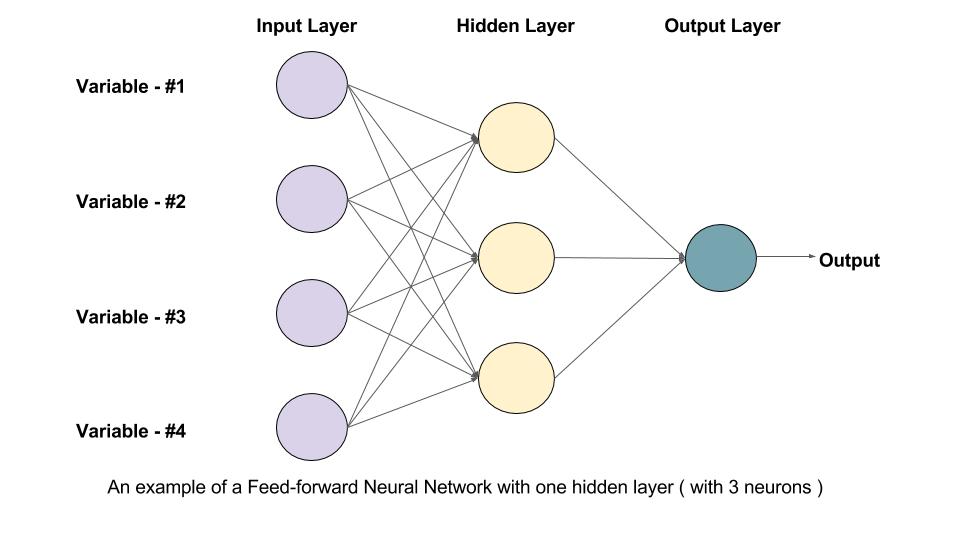 Input Layer
Hidden Layer
Output Layer
Variable - #1
Variable - #2
Variable - #3
Variable - #4
Output
An example of a Feed-forward Neural Network with one hidden layer ( with 3 neurons )